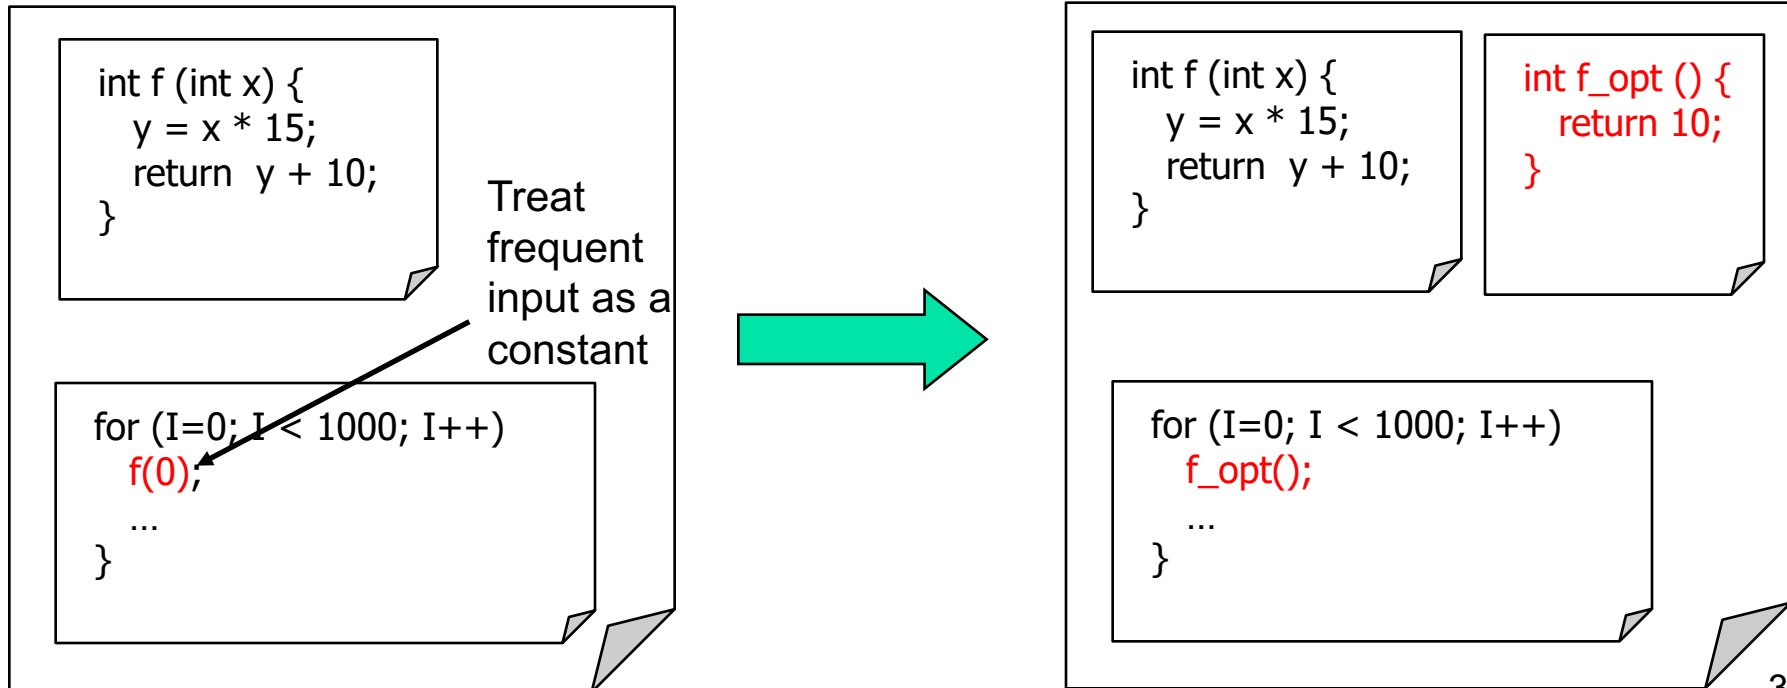 int f (int x) {
y = x * 15;
return y + 10;
}
Treat
frequent
input as a
constant
for (I=0; I < 1000; I++)
f(0);
...
}
int f (int x) {
y = x * 15;
return y + 10;
}
int f_opt () {
return 10;
}
for (I=0; I < 1000; I++)
f_opt();
...
}